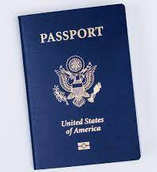 PASSPORT
United States
of America